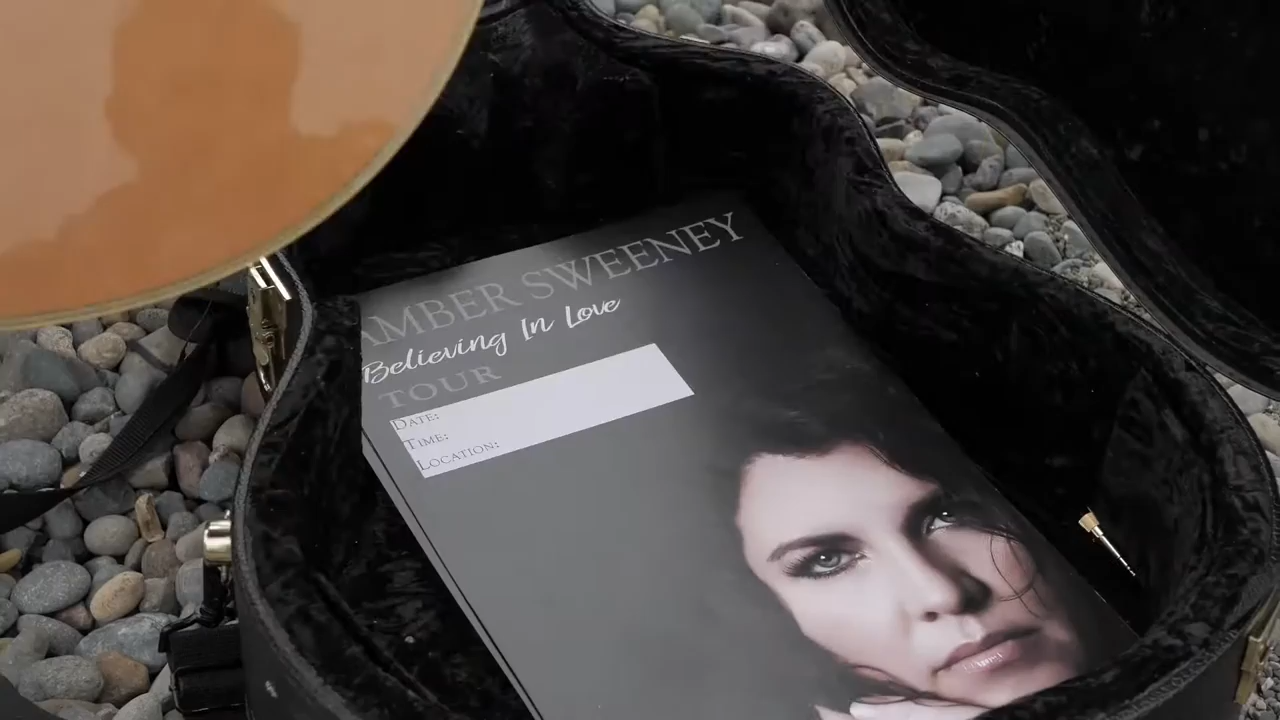 AMBER SWEENEY
Believing In Love
TOUR
DATE:
TIME:
LOCATION: